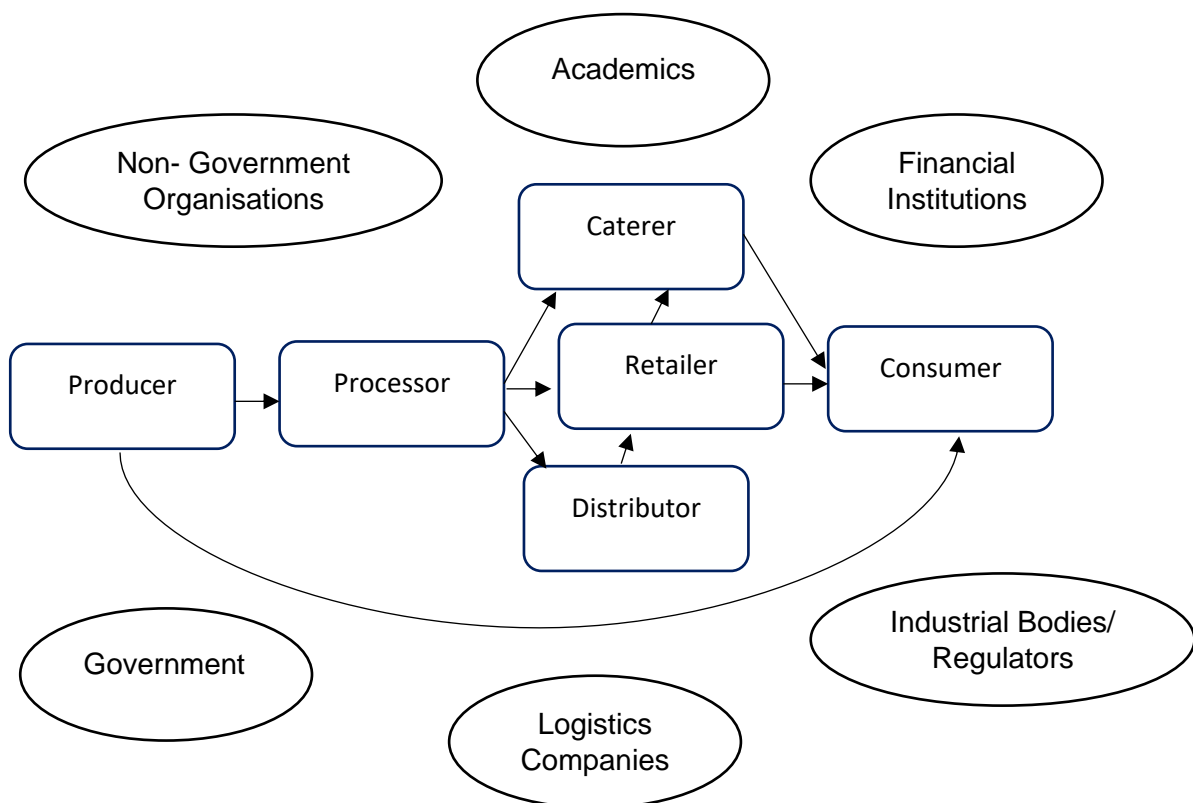 Academics
Non- Government
Organisations
Financial
Institutions
Caterer
Producer
Processor
Retailer
Consumer
Distributor
Government
Industrial Bodies/
Regulators
Logistics
Companies